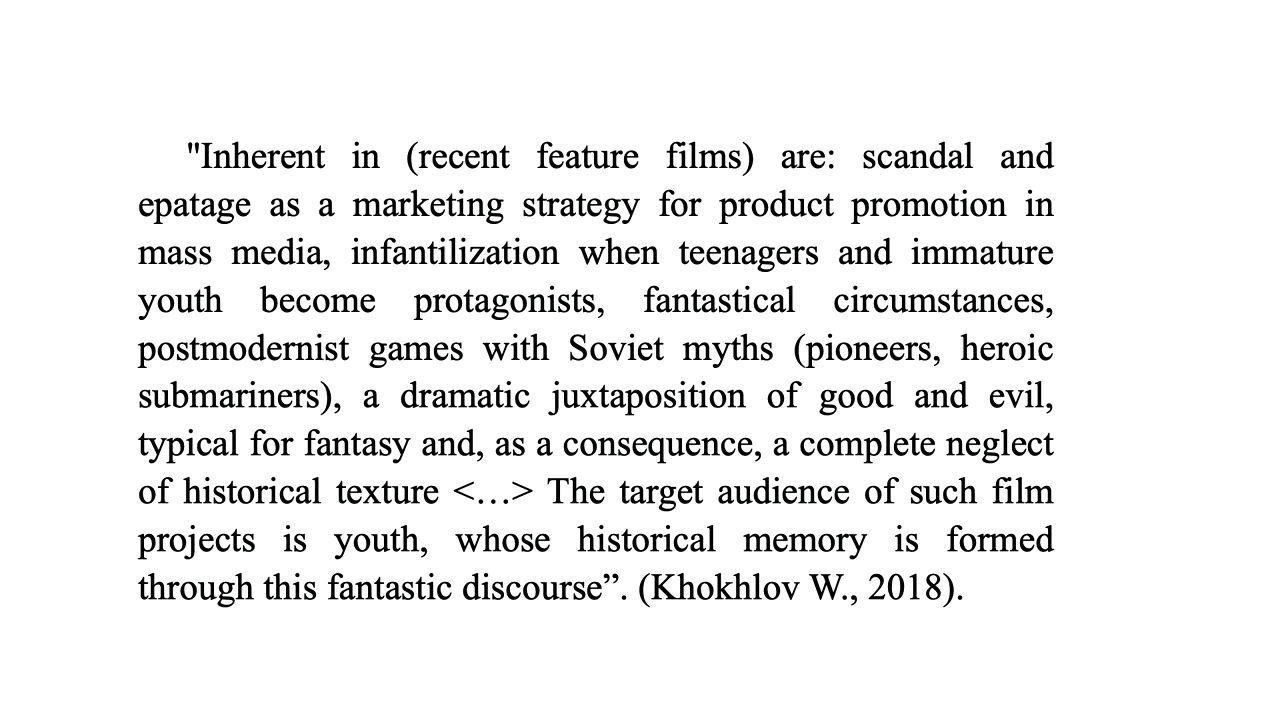 "Inherent in (recent feature films) are: scandal and
epatage as a marketing strategy for product promotion in
mass media, infantilization when teenagers and immature
youth become protagonists, fantastical circumstances,
postmodernist games with Soviet myths (pioneers, heroic
submariners), a dramatic juxtaposition of good and evil,
typical for fantasy and, as a consequence, a complete neglect
of historical texture <…> The target audience of such film
projects is youth, whose historical memory is formed
through this fantastic discourse”. (Khokhlov W., 2018).